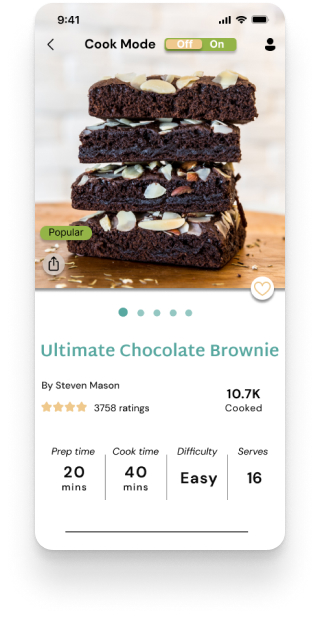 9:41
Cook Mode Off On
Popular
Ultimate Chocolate Brownie
By Steven Mason
3758 ratings
10.7K
Cooked
Prep time Cook time Difficulty Serves
20 40 Easy 16
mins mins